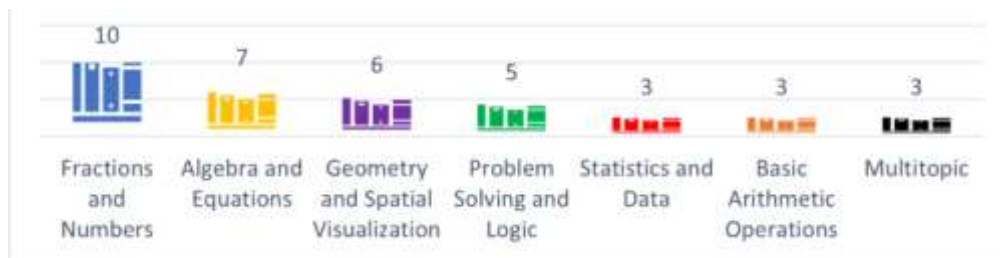 10
7
6
5
3
3
3
Fractions
and
Numbers
Algebra and
Equations
Geometry
and Spatial
Visualization
Problem
Solving and
Logic
Statistics and
Data
Basic
Arithmetic
Operations
Multitopic